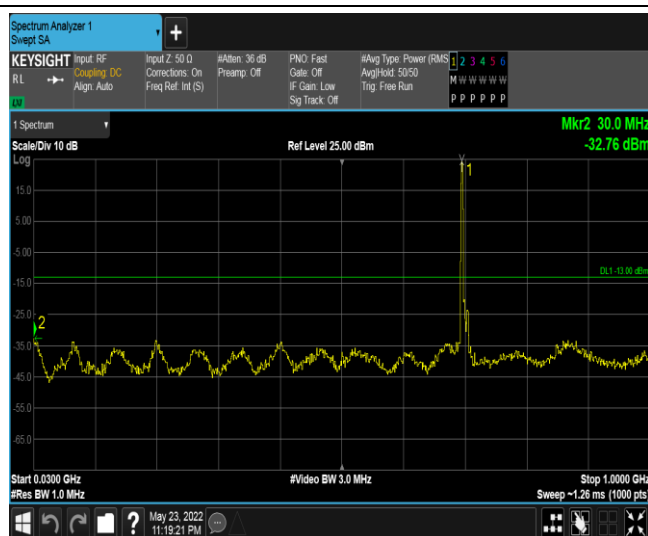 Spectrum Analyzer 1
Swept SA
+
KEYSIGHT
RL
LM
Input: RF
Coupling: DC
Align: Auto
Input Z: 50 Ω
Corrections: On
Freq Ref: Int (S)
#Atten: 36 dB
Preamp: Off
PNO: Fast
Gate: Off
IF Gain: Low
Sig Track: Off
#Avg Type: Power (RMS
Avg|Hold: 50/50
Trig: Free Run
1 2 3 4 5 6
M W W W W W
P P P P P P
1 Spectrum
Mkr2 30.0 MHz
-32.76 dBm
Scale/Div 10 dB
Ref Level 25.00 dBm
Log
1
15.0
5.00
-5.00
DL1 -13.00 dBm
-15.0
-25.0
2
-35.0
-45.0
-55.0
-65.0
Start 0.0300 GHz
#Video BW 3.0 MHz
Stop 1.0000 GHz
#Res BW 1.0 MHz
Sweep ~1.26 ms (1000 pts)
?
May 23, 2022
11:19:21 PM